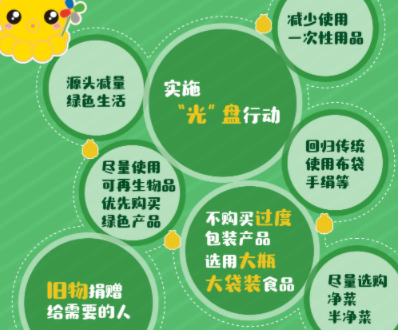 减少使用
一次性用品
源头减量
绿色生活
实施
“光”盘行动
回归传统
使用布袋
手绢等
尽量使用
可再生物品
优先购买
绿色产品
不购买过度
包装产品
选用大瓶
大袋装食品
旧物捐赠
给需要的人
尽量选购
净菜
半净菜